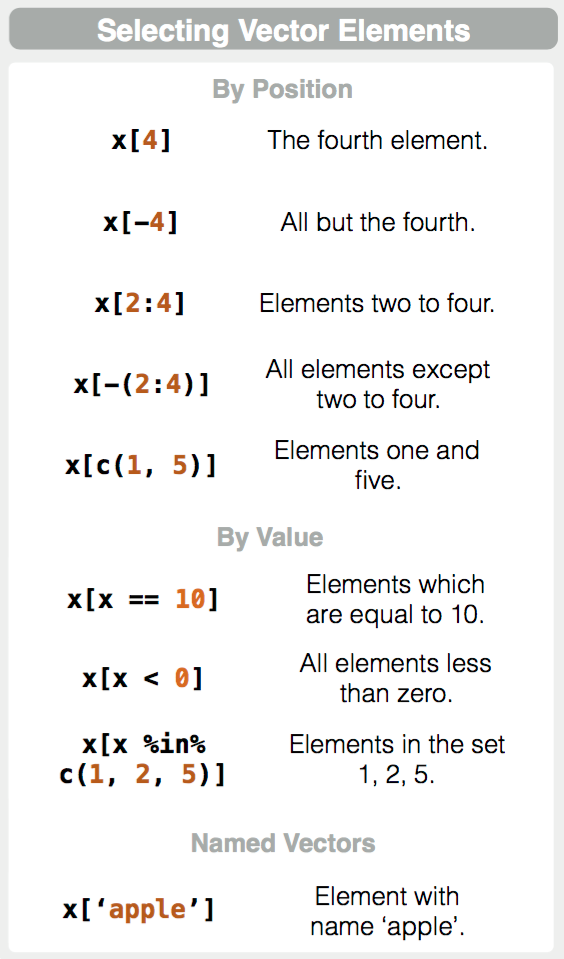 Selecting Vector Elements
By Position
x[4] The fourth element.
x[-4] All but the fourth.
x[2:4] Elements two to four.
x[-(2:4)]
All elements except
two to four.
x[c(1, 5)]
Elements one and
five.
By Value
x[x == 10]
Elements which
are equal to 10.
x[x < 0]
All elements less
than zero.
x[x %in%
c(1, 2, 5)]
Elements in the set
1, 2, 5.
Named Vectors
x[‘apple’]
Element with
name ‘apple’.